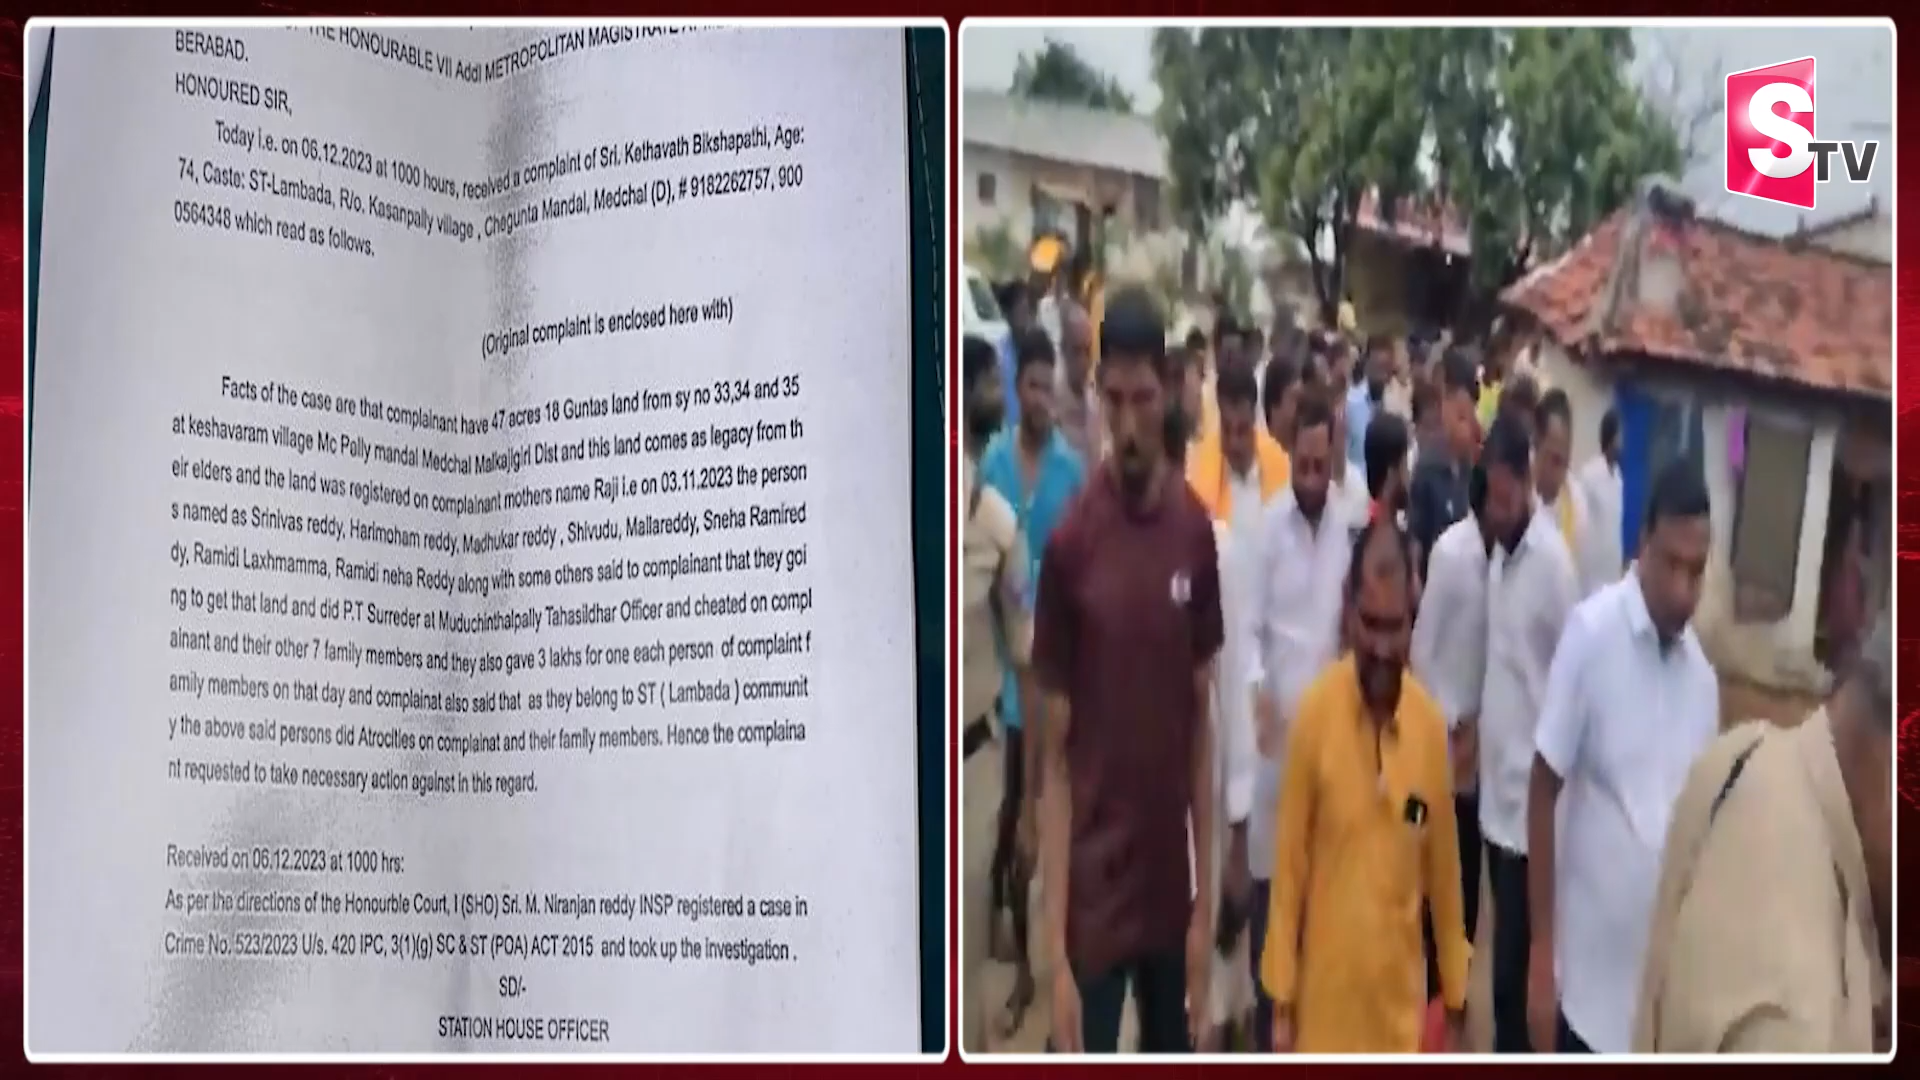 THE HONOURABLE VII Addl METROPOLITAN MAGISTRATE
BERABAD.
HONOURED SIR,
Today i.e. on 06.12.2023 at 1000 hours, received a complaint of Sri. Kethavath Bikshapathi, Age:
74, Caste: ST-Lambada, R/o. Kasanpally village , Chegunta Mandal, Medchal (D), # 9182262757, 900
0564348 which read as follows.
(Original complaint is enclosed here with)
Facts of the case are that complainant have 47 acres 18 Guntas land from sy no 33,34 and 35
at keshavaram village Mc Pally mandal Medchal Malkajigiri Dist and this land comes as legacy from th
eir elders and the land was registered on complainant mothers name Raji i.e on 03.11.2023 the person
s named as Srinivas reddy, Harimoham reddy, Madhukar reddy , Shivudu, Mallareddy, Sneha Ramired
dy, Ramidi Laxhmamma, Ramidi neha Reddy along with some others said to complainant that they goi
ng to get that land and did P.T Surreder at Muduchinthalpally Tahasildhar Officer and cheated on compl
ainant and their other 7 family members and they also gave 3 lakhs for one each person of complaint f
amily members on that day and complainat also said that as they belong to ST ( Lambada ) communit
y the above said persons did Atrocities on complainat and their family members. Hence the complaina
nt requested to take necessary action against in this regard.
Received on 06.12.2023 at 1000 hrs:
As per the directions of the Honourble Court, I (SHO) Sri. M. Niranjan reddy INSP registered a case in
Crime No. 523/2023 U/s. 420 IPC, 3(1)(g) SC & ST (POA) ACT 2015 and took up the investigation .
SD/-
STATION HOUSE OFFICER
S TV